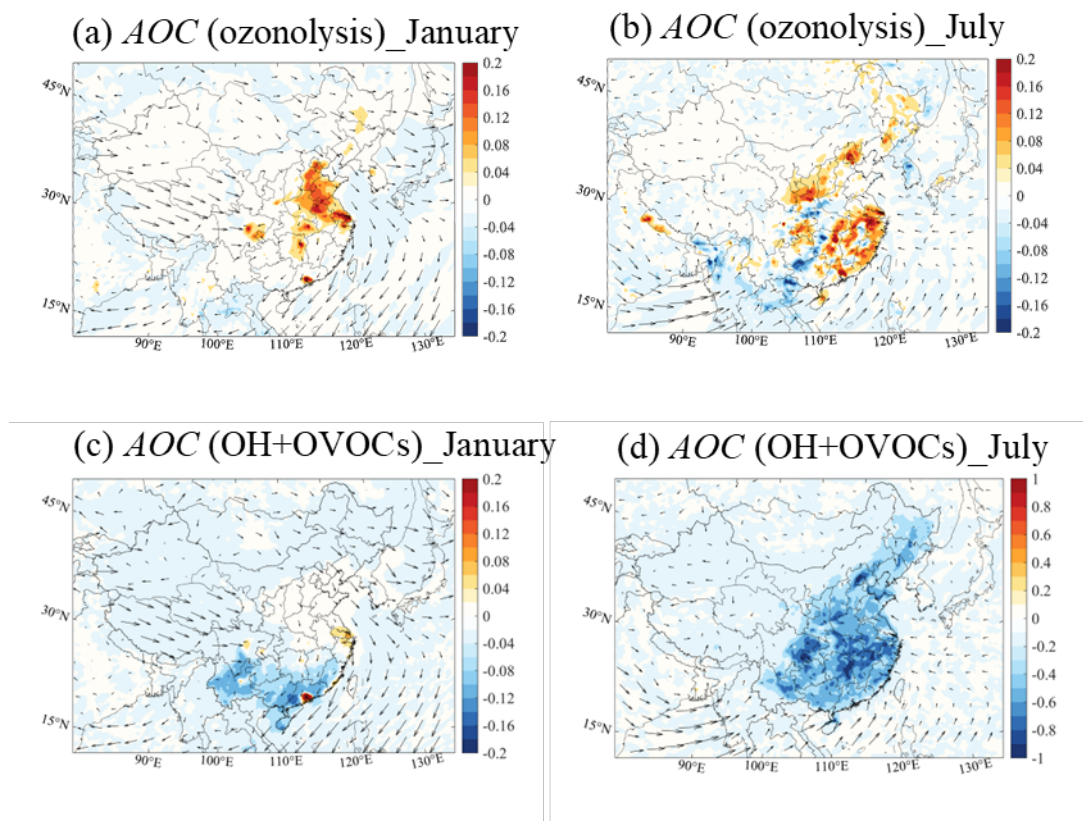 (a) AOC (ozonolysis)_January
(b) AOC (ozonolysis)_July
45°N
30°N
15°N
90°E 100°E 110°E 120°E 130°E
0.2
0.16
0.12
0.08
0.04
0
-0.04
-0.08
-0.12
-0.16
-0.2
45°N
30°N
15°N
90°E 100°E 110°E 120°E 130°E
0.2
0.16
0.12
0.08
0.04
0
-0.04
-0.08
-0.12
-0.16
-0.2
(c) AOC (OH+OVOCs)_January
(d) AOC (OH+OVOCs)_July
45°N
30°N
15°N
90°E 100°E 110°E 120°E 130°E
0.2
0.16
0.12
0.08
0.04
0
-0.04
-0.08
-0.12
-0.16
-0.2
45°N
30°N
15°N
90°E 100°E 110°E 120°E 130°E
1
0.8
0.6
0.4
0.2
0
-0.2
-0.4
-0.6
-0.8
-1